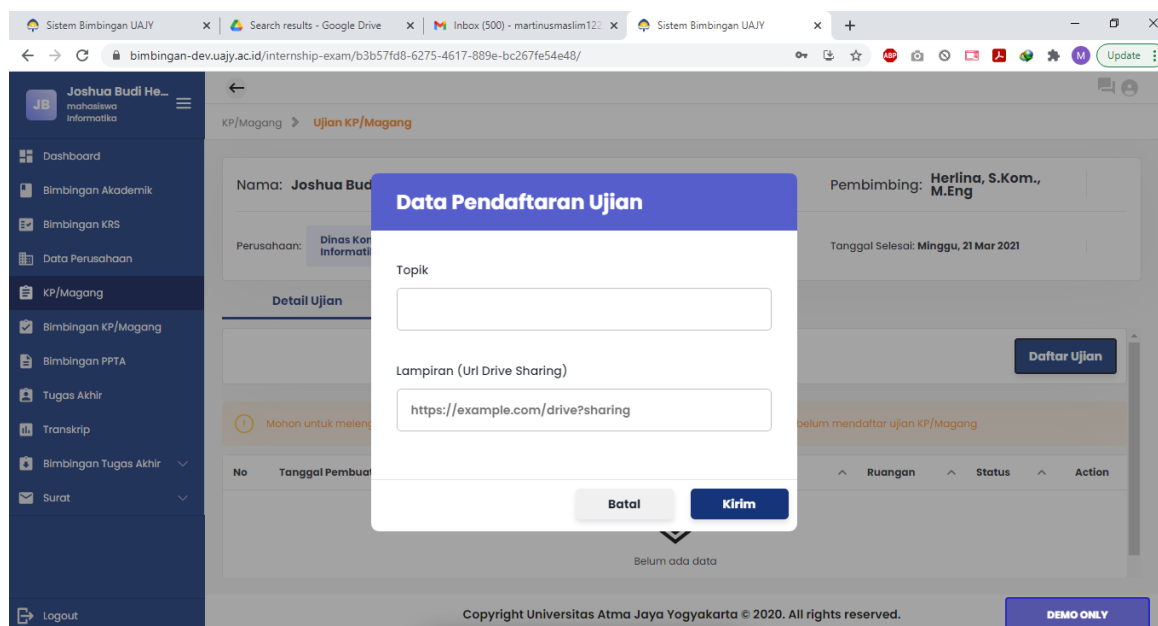 Sistem Bimbingan UAJY
Search results - Google Drive
Inbox (500) - martinusmaslim122
Sistem Bimbingan UAJY
bimbingan-dev.uajy.ac.id/internship-exam/b3b57fd8-6275-4617-889e-bc267fe54e48/
ABP
M
Update
JB
Joshua Budi He...
mahasiswa
Informatika
KP/Magang
Ujian KP/Magang
Dashboard
Bimbingan Akademik
Bimbingan KRS
Data Perusahaan
KP/Magang
Bimbingan KP/Magang
Bimbingan PPTA
Tugas Akhir
Transkrip
Bimbingan Tugas Akhir
Surat
Logout
Nama: Joshua Bud
Pembimbing: Herlina, S.Kom.,
M.Eng
Perusahaan:
Dinas Kon
Informati
Tanggal Selesai: Minggu, 21 Mar 2021
Detail Ujian
Daftar Ujian
Mohon untuk meleng
belum mendaftar ujian KP/Magang
No Tanggal Pembuat
Ruangan Status Action
Belum ada data
Data Pendaftaran Ujian
Topik
Lampiran (Url Drive Sharing)
https://example.com/drive?sharing
Batal
Kirim
Copyright Universitas Atma Jaya Yogyakarta © 2020. All rights reserved.
DEMO ONLY